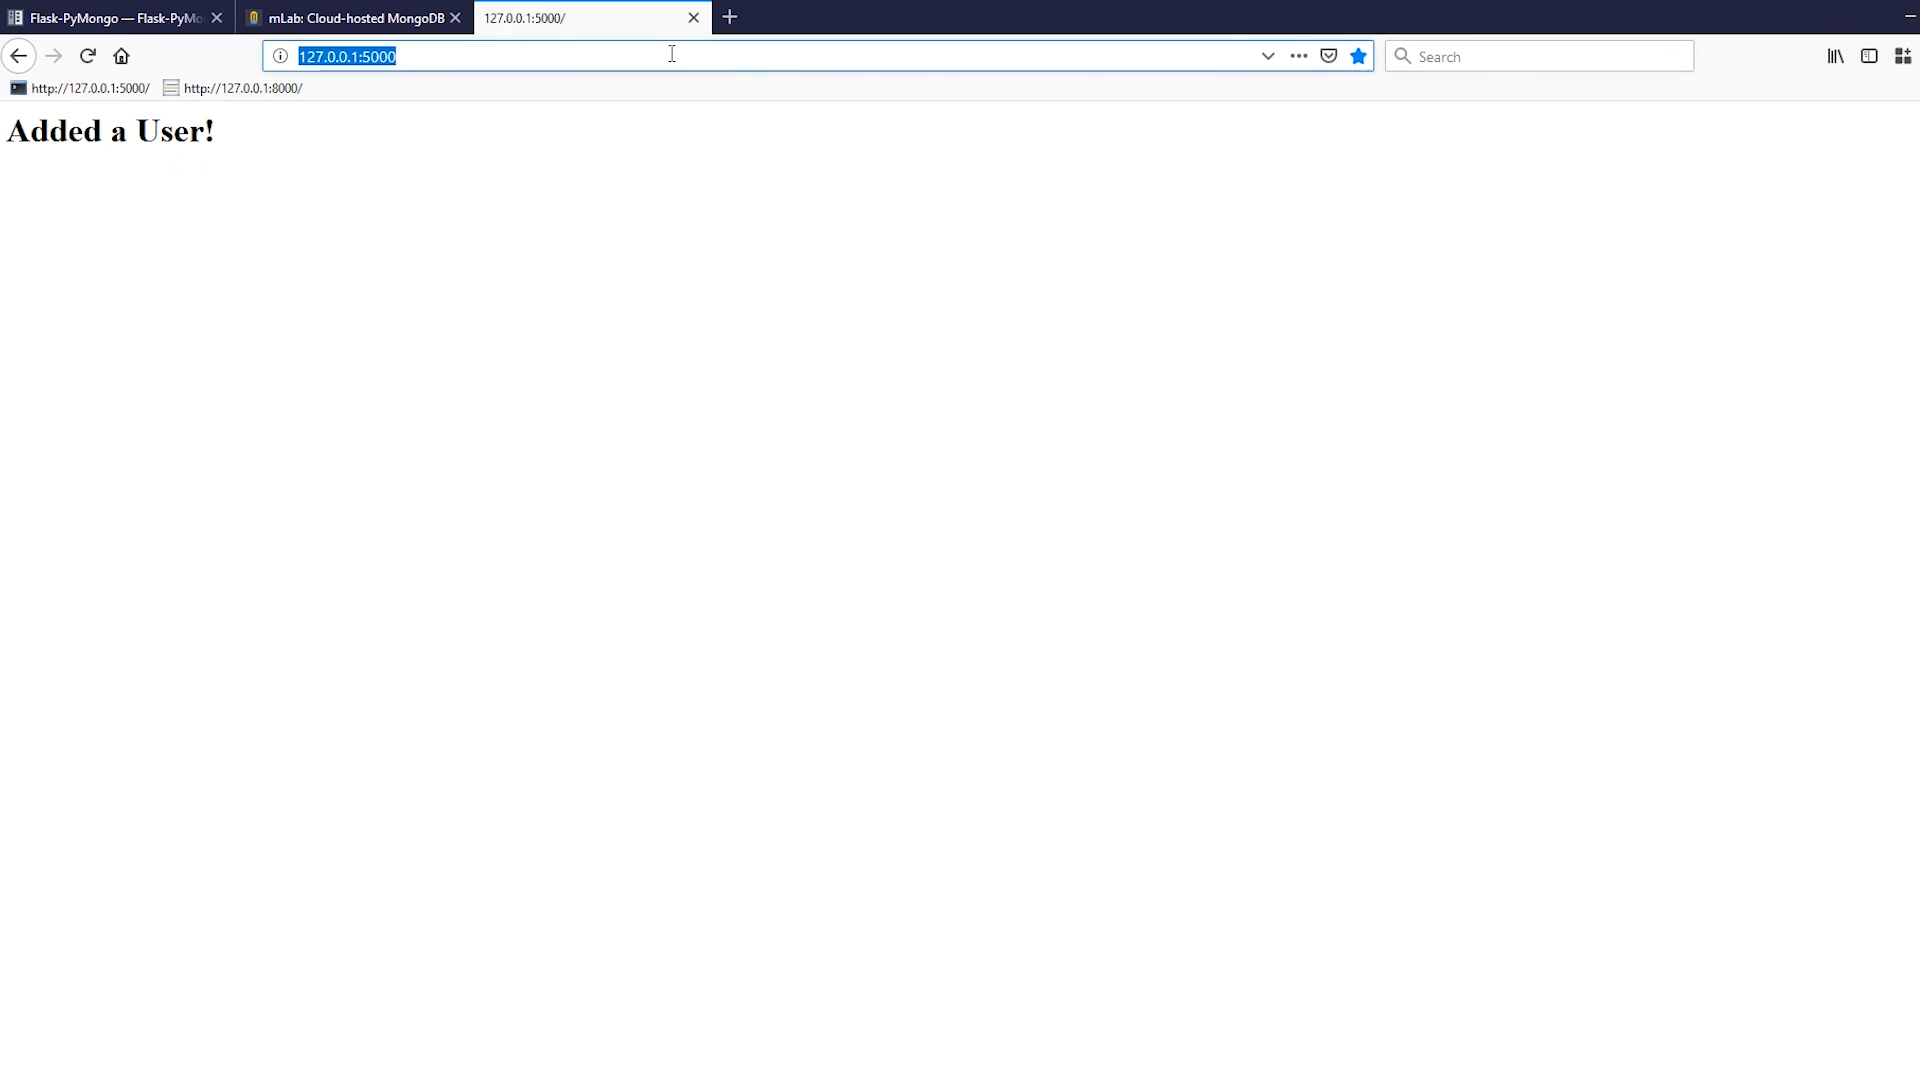 Flask-PyMongo — Flask-PyMo
mLab: Cloud-hosted MongoDB
127.0.0.1:5000/
127.0.0.1:5000
Search
http://127.0.0.1:5000/
http://127.0.0.1:8000/
Added a User!